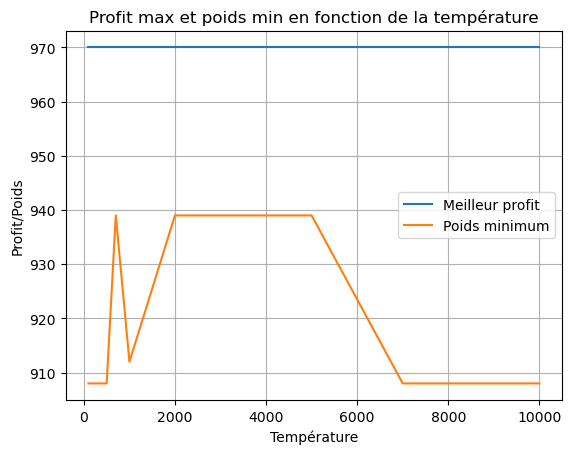 Profit max et poids min en fonction de la température
970
960
950
940
930
920
910
Profit/Poids
Meilleur profit
Poids minimum
0 2000 4000 6000 8000 10000
Température